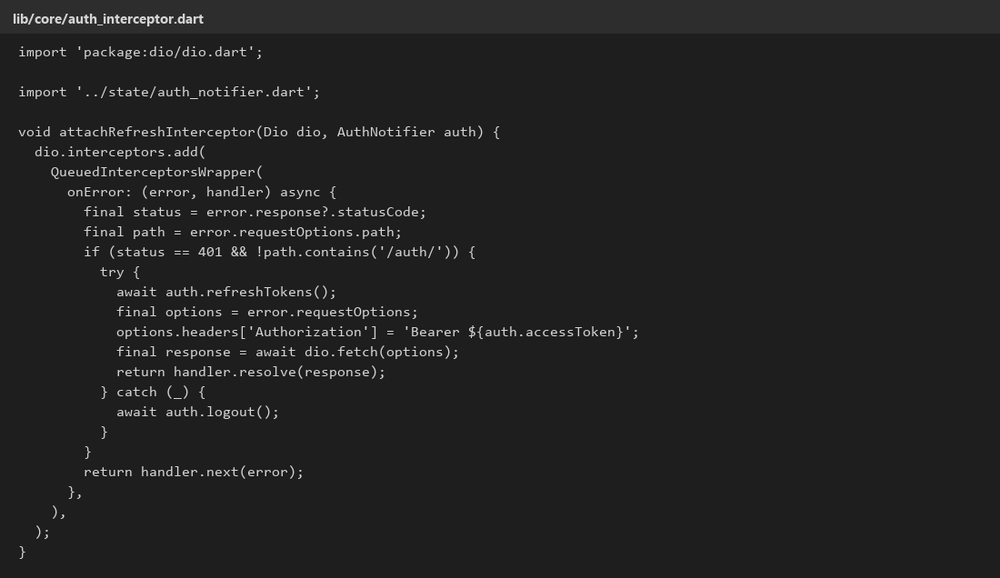 lib/core/auth_interceptor.dart
import 'package:dio/dio.dart';
import '../state/auth_notifier.dart';
void attachRefreshInterceptor(Dio dio, AuthNotifier auth) {
  dio.interceptors.add(
    QueuedInterceptorsWrapper(
      onError: (error, handler) async {
        final status = error.response?.statusCode;
        final path = error.requestOptions.path;
        if (status == 401 && !path.contains('/auth/')) {
          try {
            await auth.refreshTokens();
            final options = error.requestOptions;
            options.headers['Authorization'] = 'Bearer ${auth.accessToken}';
            final response = await dio.fetch(options);
            return handler.resolve(response);
          } catch (_) {
            await auth.logout();
          }
        }
        return handler.next(error);
      },
    ),
  );
}